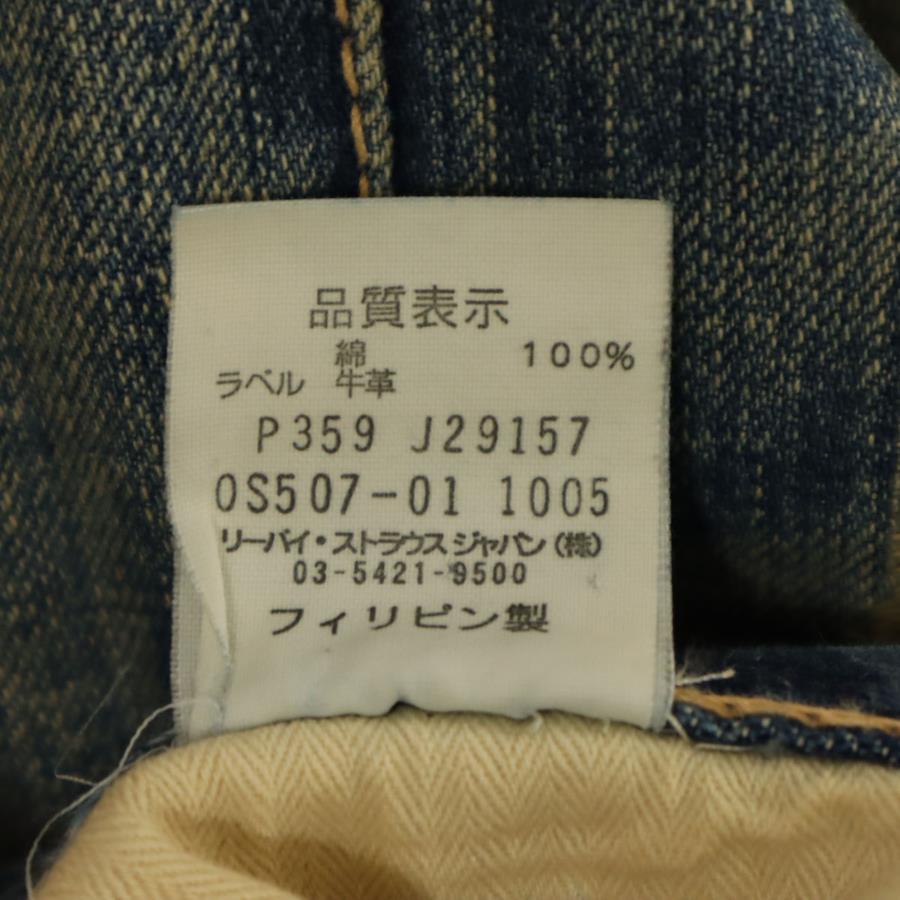 品質表示
綿 100%
ラベル 牛革
P359 J29157
0S507-01 1005
リーバイ・ストラウスジャパン(株)
03-5421-9500
フィリピン製